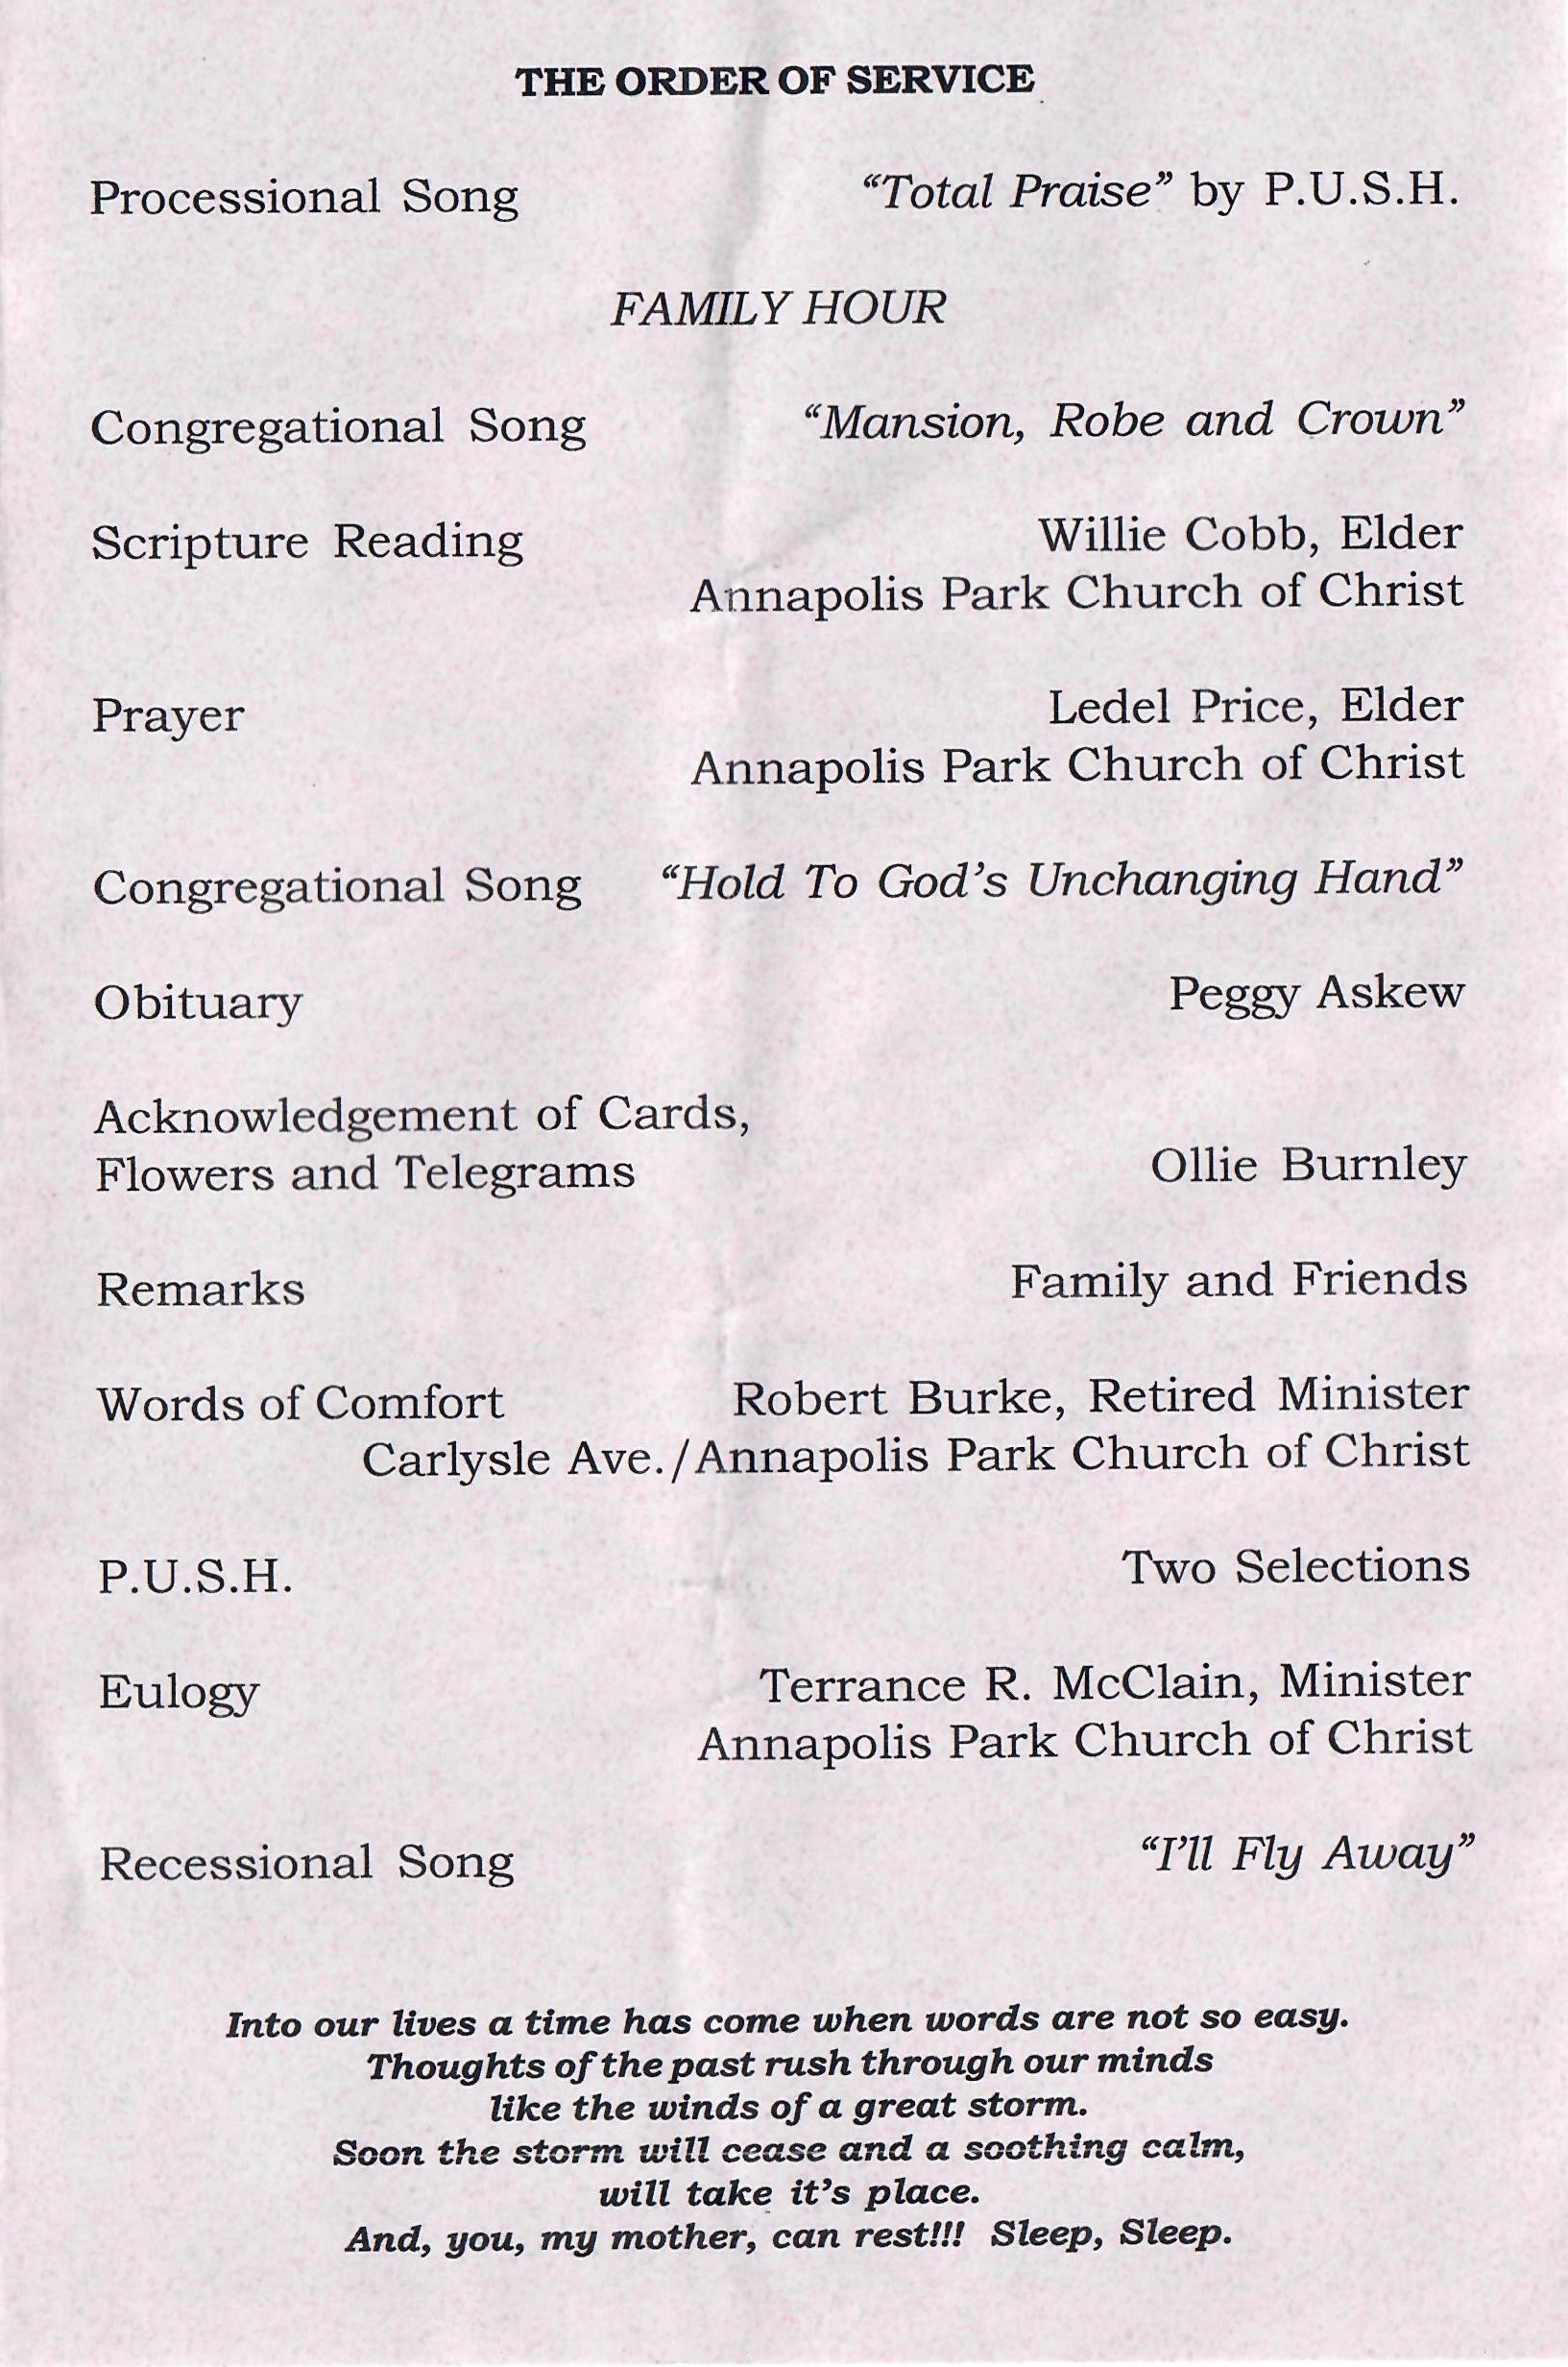 THE ORDER OF SERVICE
Processional Song “Total Praise” by P.U.S.H.
FAMILY HOUR
Congregational Song “Mansion, Robe and Crown”
Scripture Reading Willie Cobb, Elder
Annapolis Park Church of Christ
Prayer Ledel Price, Elder
Annapolis Park Church of Christ
Congregational Song “Hold To God’s Unchanging Hand”
Obituary Peggy Askew
Acknowledgement of Cards,
Flowers and Telegrams Ollie Burnley
Remarks Family and Friends
Words of Comfort Robert Burke, Retired Minister
Carlysle Ave./Annapolis Park Church of Christ
P.U.S.H. Two Selections
Eulogy Terrance R. McClain, Minister
Annapolis Park Church of Christ
Recessional Song “I’ll Fly Away”
Into our lives a time has come when words are not so easy.
Thoughts of the past rush through our minds
like the winds of a great storm.
Soon the storm will cease and a soothing calm,
will take it’s place.
And, you, my mother, can rest!!! Sleep, Sleep.